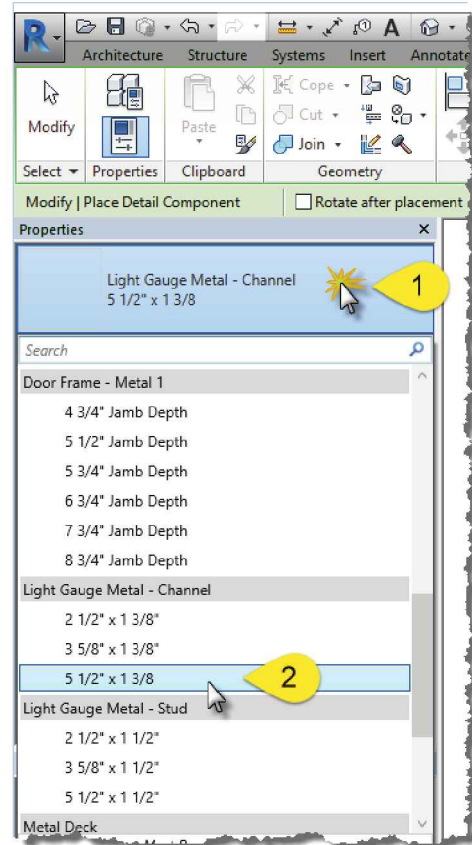 R
A
Architecture Structure Systems Insert Annotate
Modify
Paste
Cope
Cut
Join
Select Properties Clipboard Geometry
Modify | Place Detail Component Rotate after placement
Properties ×
Light Gauge Metal - Channel
5 1/2" x 1 3/8
1
Search
Door Frame - Metal 1
4 3/4" Jamb Depth
5 1/2" Jamb Depth
5 3/4" Jamb Depth
6 3/4" Jamb Depth
7 3/4" Jamb Depth
8 3/4" Jamb Depth
Light Gauge Metal - Channel
2 1/2" x 1 3/8"
3 5/8" x 1 3/8"
5 1/2" x 1 3/8
2
Light Gauge Metal - Stud
2 1/2" x 1 1/2"
3 5/8" x 1 1/2"
5 1/2" x 1 1/2"
Metal Deck